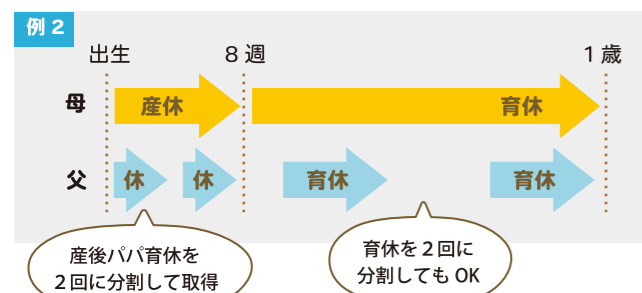 例2
出生
8週
1歳
母
産休
育休
父
休
休
育休
育休
産後パパ育休を
2回に分割して取得
育休を2回に
分割してもOK